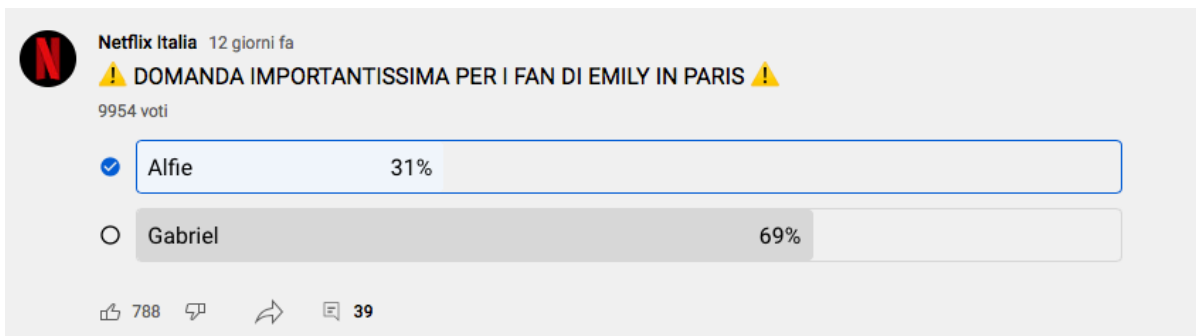 Netflix Italia 12 giorni fa
⚠️ DOMANDA IMPORTANTISSIMA PER I FAN DI EMILY IN PARIS ⚠️
9954 voti
Alfie 31%
Gabriel 69%
788 39